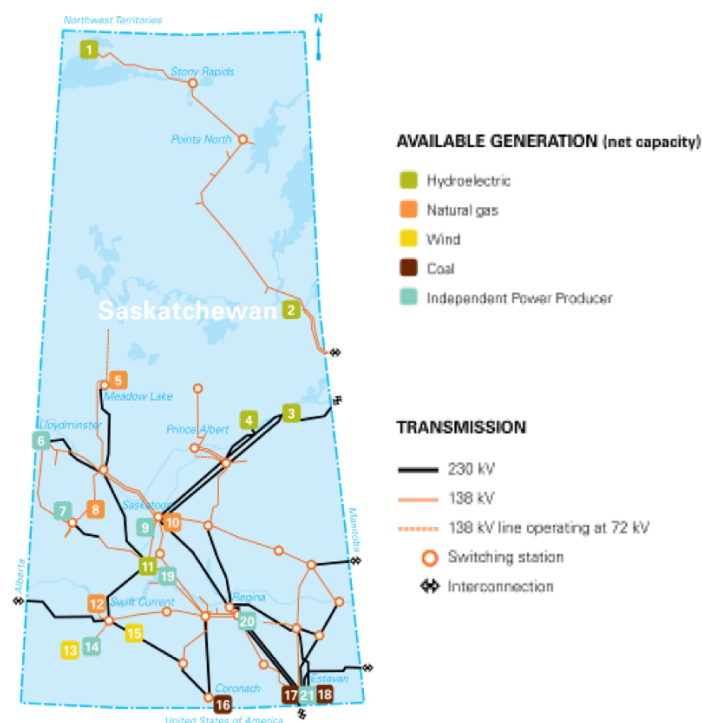 Northwest Territories
N
1
Stony Rapids
Points North
Saskatchewan
2
5
Meadow Lake
3
4
Lloydminster
6
Prince Albert
7
8
Saskatoon
9
10
Manitoba
11
19
Alberta
12
Swift Current
Regina
20
13
14
15
Estevan
Coronach
16
17
21
18
United States of America
AVAILABLE GENERATION (net capacity)
Hydroelectric
Natural gas
Wind
Coal
Independent Power Producer
TRANSMISSION
230 kV
138 kV
138 kV line operating at 72 kV
Switching station
Interconnection